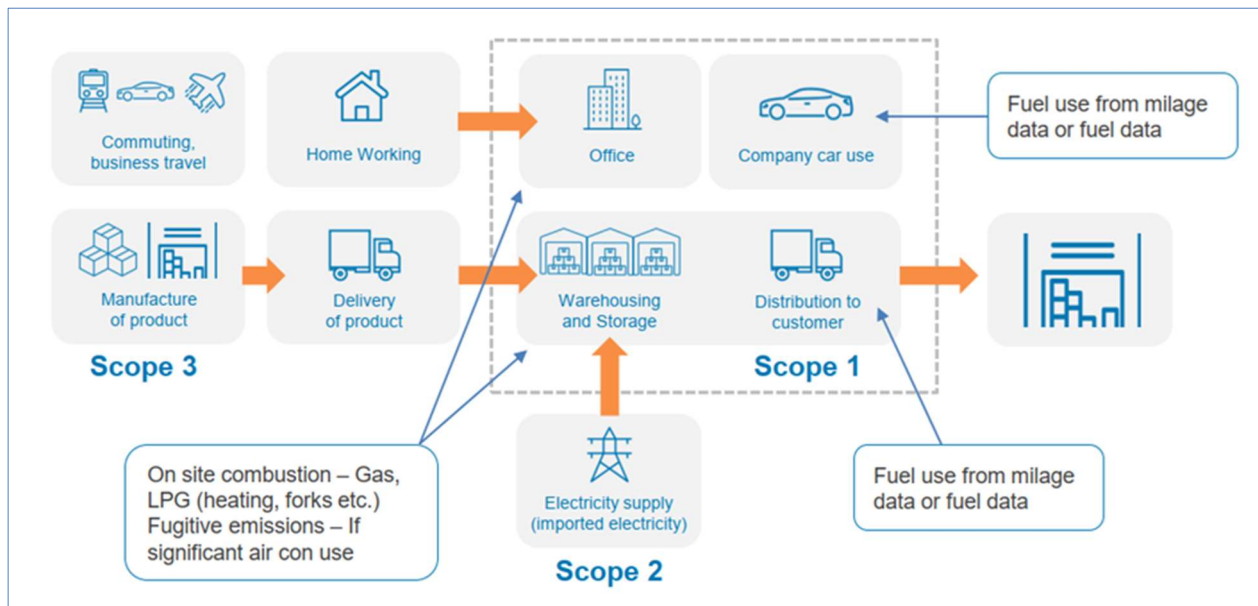 Commuting,
business travel
Home Working
Office
Company car use
Fuel use from milage
data or fuel data
Manufacture
of product
Delivery
of product
Warehousing
and Storage
Distribution to
customer
Scope 3
Scope 1
On site combustion – Gas,
LPG (heating, forks etc.)
Fugitive emissions – If
significant air con use
Electricity supply
(imported electricity)
Fuel use from milage
data or fuel data
Scope 2